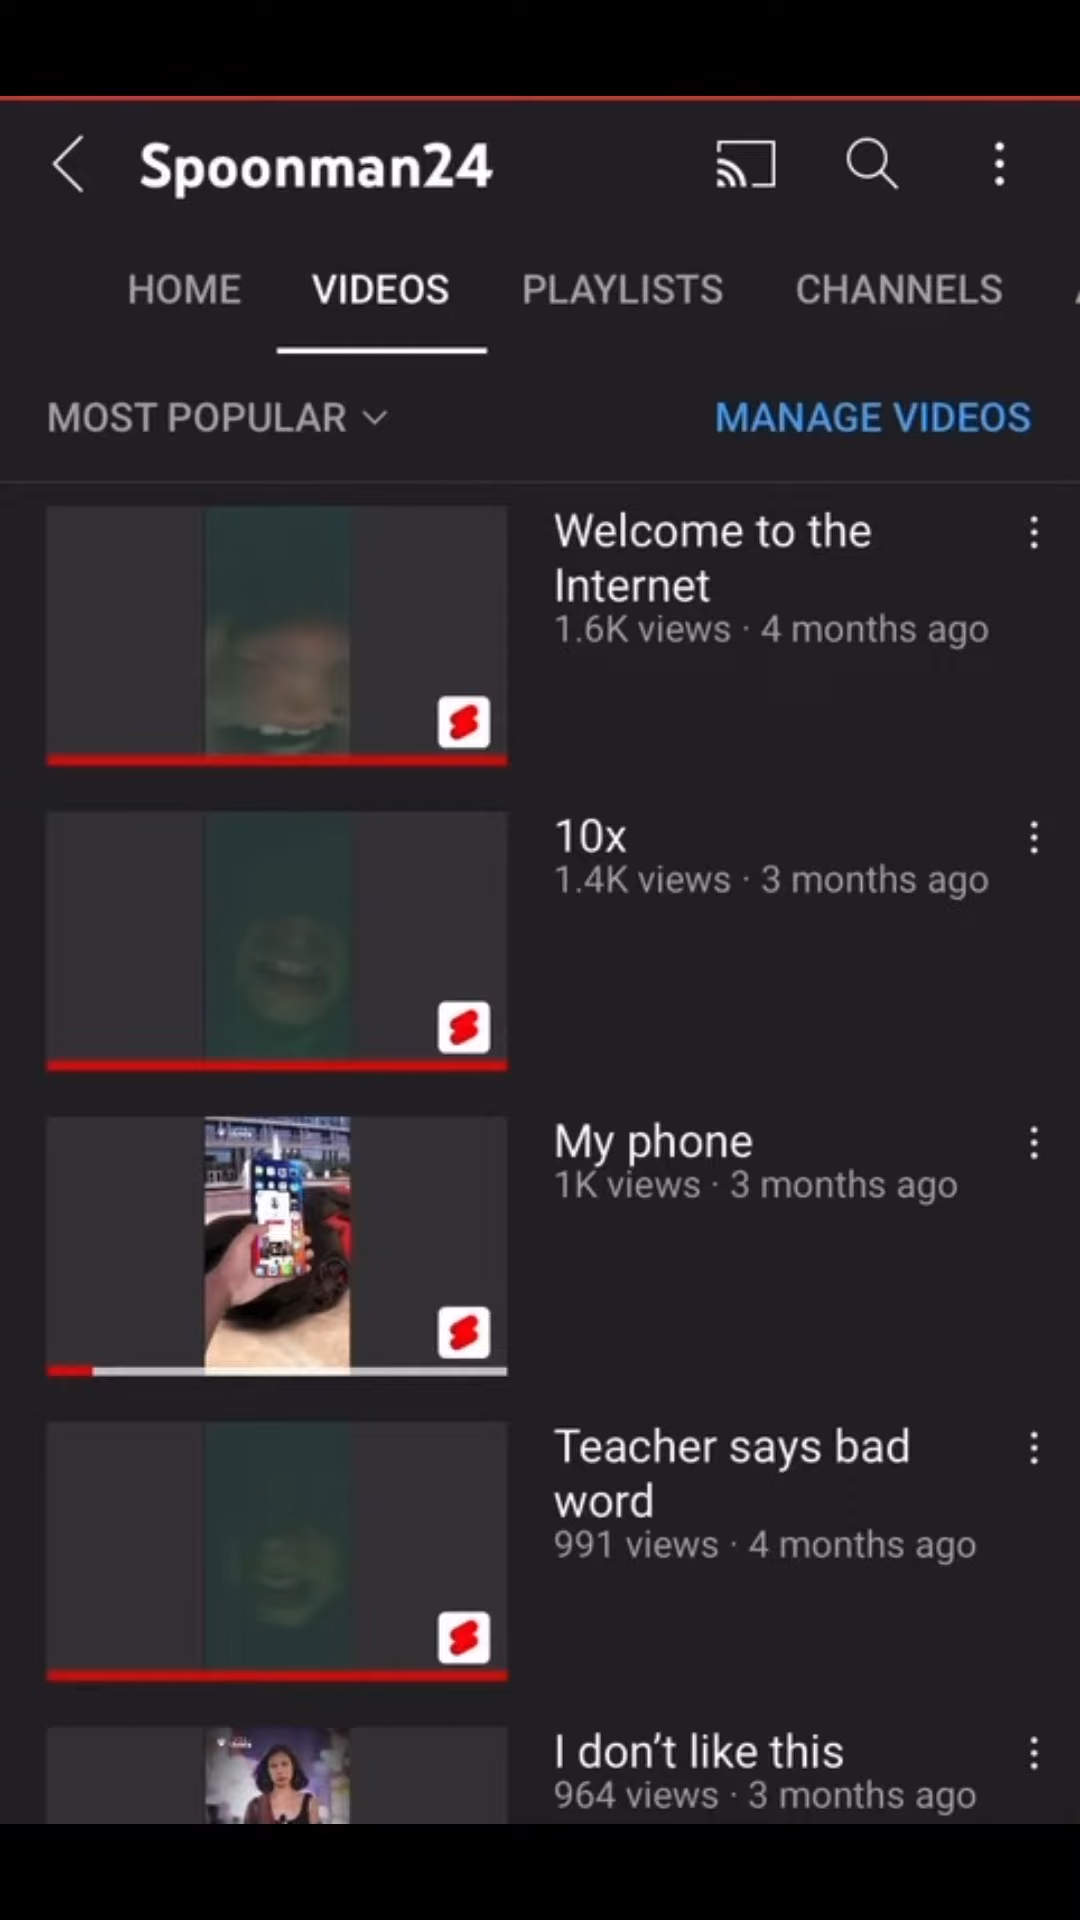 Spoonman24
HOME VIDEOS PLAYLISTS CHANNELS
MOST POPULAR MANAGE VIDEOS
Welcome to the
Internet
1.6K views · 4 months ago
10x
1.4K views · 3 months ago
My phone
1K views · 3 months ago
Teacher says bad
word
991 views · 4 months ago
I don't like this
964 views · 3 months ago